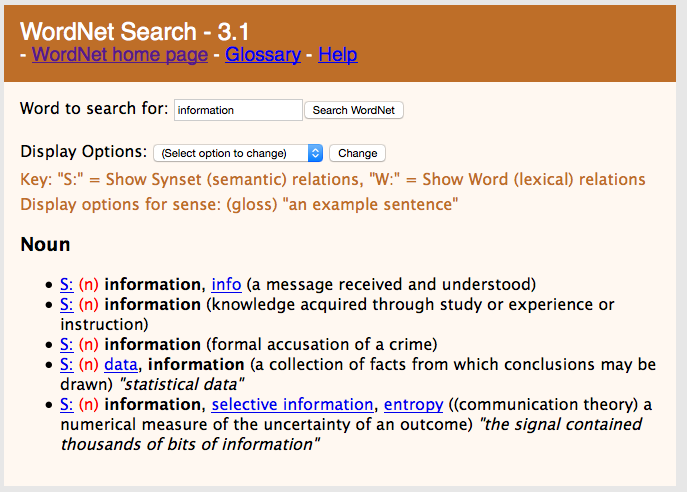 WordNet Search - 3.1
- WordNet home page - Glossary - Help
Word to search for: information Search WordNet
Display Options: (Select option to change) Change
Key: "S:" = Show Synset (semantic) relations, "W:" = Show Word (lexical) relations
Display options for sense: (gloss) "an example sentence"
Noun
• S: (n) information, info (a message received and understood)
• S: (n) information (knowledge acquired through study or experience or
instruction)
• S: (n) information (formal accusation of a crime)
• S: (n) data, information (a collection of facts from which conclusions may be
drawn) "statistical data"
• S: (n) information, selective information, entropy ((communication theory) a
numerical measure of the uncertainty of an outcome) "the signal contained
thousands of bits of information"